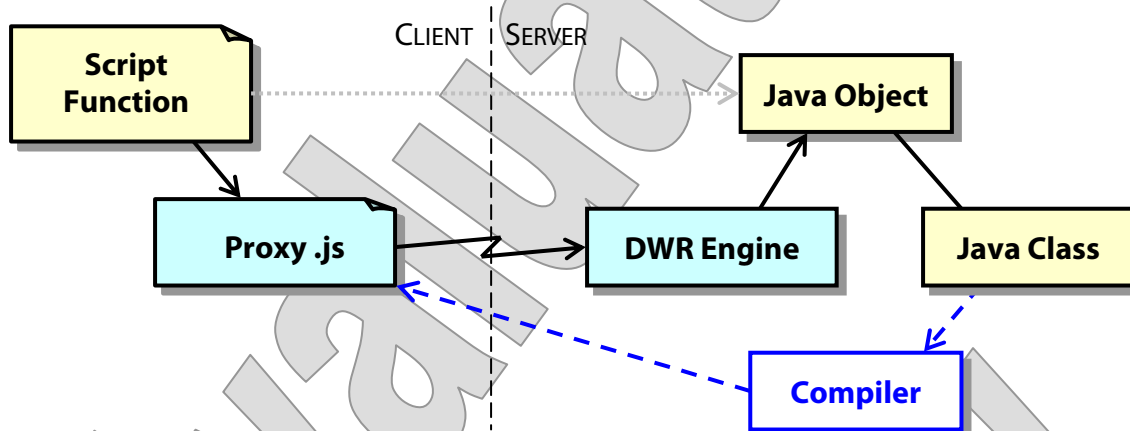 CLIENT
SERVER
Script
Function
Java Object
Proxy .js
DWR Engine
Java Class
Compiler